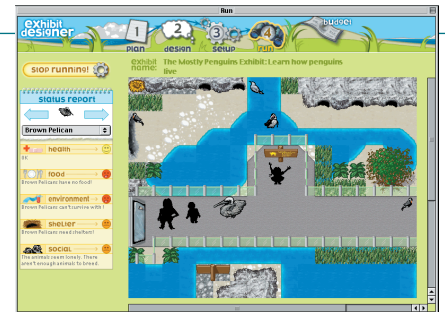 Run
exhibit designer
1 plan
2 design
3 setup
4 run
budget
stop running!
exhibit name: The Mostly Penguins Exhibit: Learn how penguins live
status report
Brown Pelican
health
OK
food
Brown Pelicans have no food!
environment
Brown Pelicans can't survive with
shelter
Brown Pelicans need shelters!
social
The animals seem lonely. There
aren't enough animals to breed.